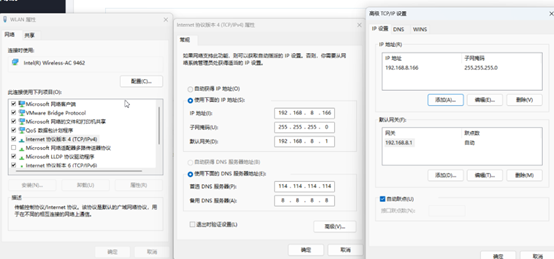 WLAN 属性
网络
共享
连接时使用:
Intel(R) Wireless-AC 9462
配置(C)...
此连接使用下列项目(O):
Microsoft 网络客户端
VMware Bridge Protocol
Microsoft 网络的文件和打印机共享
QoS 数据包计划程序
Internet 协议版本 4 (TCP/IPv4)
Microsoft 网络适配器多路传送器协议
Microsoft LLDP 协议驱动程序
Internet 协议版本 6 (TCP/IPv6)
安装(N)...
卸载(U)
属性(R)
描述
传输控制协议/Internet 协议。该协议是默认的广域网络协议,用
于在不同的相互连接的网络上通信。
确定
取消
Internet 协议版本 4 (TCP/IPv4) 属性
常规
如果网络支持此功能,则可以获取自动指派的 IP 设置。否则,你需要从网
络系统管理员处获得适当的 IP 设置。
自动获得 IP 地址(O)
使用下面的 IP 地址(S):
IP 地址(I):
192 . 168 . 8 . 166
子网掩码(U):
255 . 255 . 255 . 0
默认网关(D):
192 . 168 . 8 . 1
自动获得 DNS 服务器地址(B)
使用下面的 DNS 服务器地址(E):
首选 DNS 服务器(P):
114 . 114 . 114 . 114
备用 DNS 服务器(A):
8 . 8 . 8 . 8
退出时验证设置(L)
高级(V)...
确定
取消
高级 TCP/IP 设置
IP 设置
DNS
WINS
IP 地址(R)
IP 地址
子网掩码
192.168.8.166
255.255.255.0
添加(A)...
编辑(E)...
删除(V)
默认网关(F):
网关
跃点数
192.168.8.1
自动
添加(D)...
编辑(T)...
删除(M)
自动跃点(U)
接口跃点数(N):
确定
取消